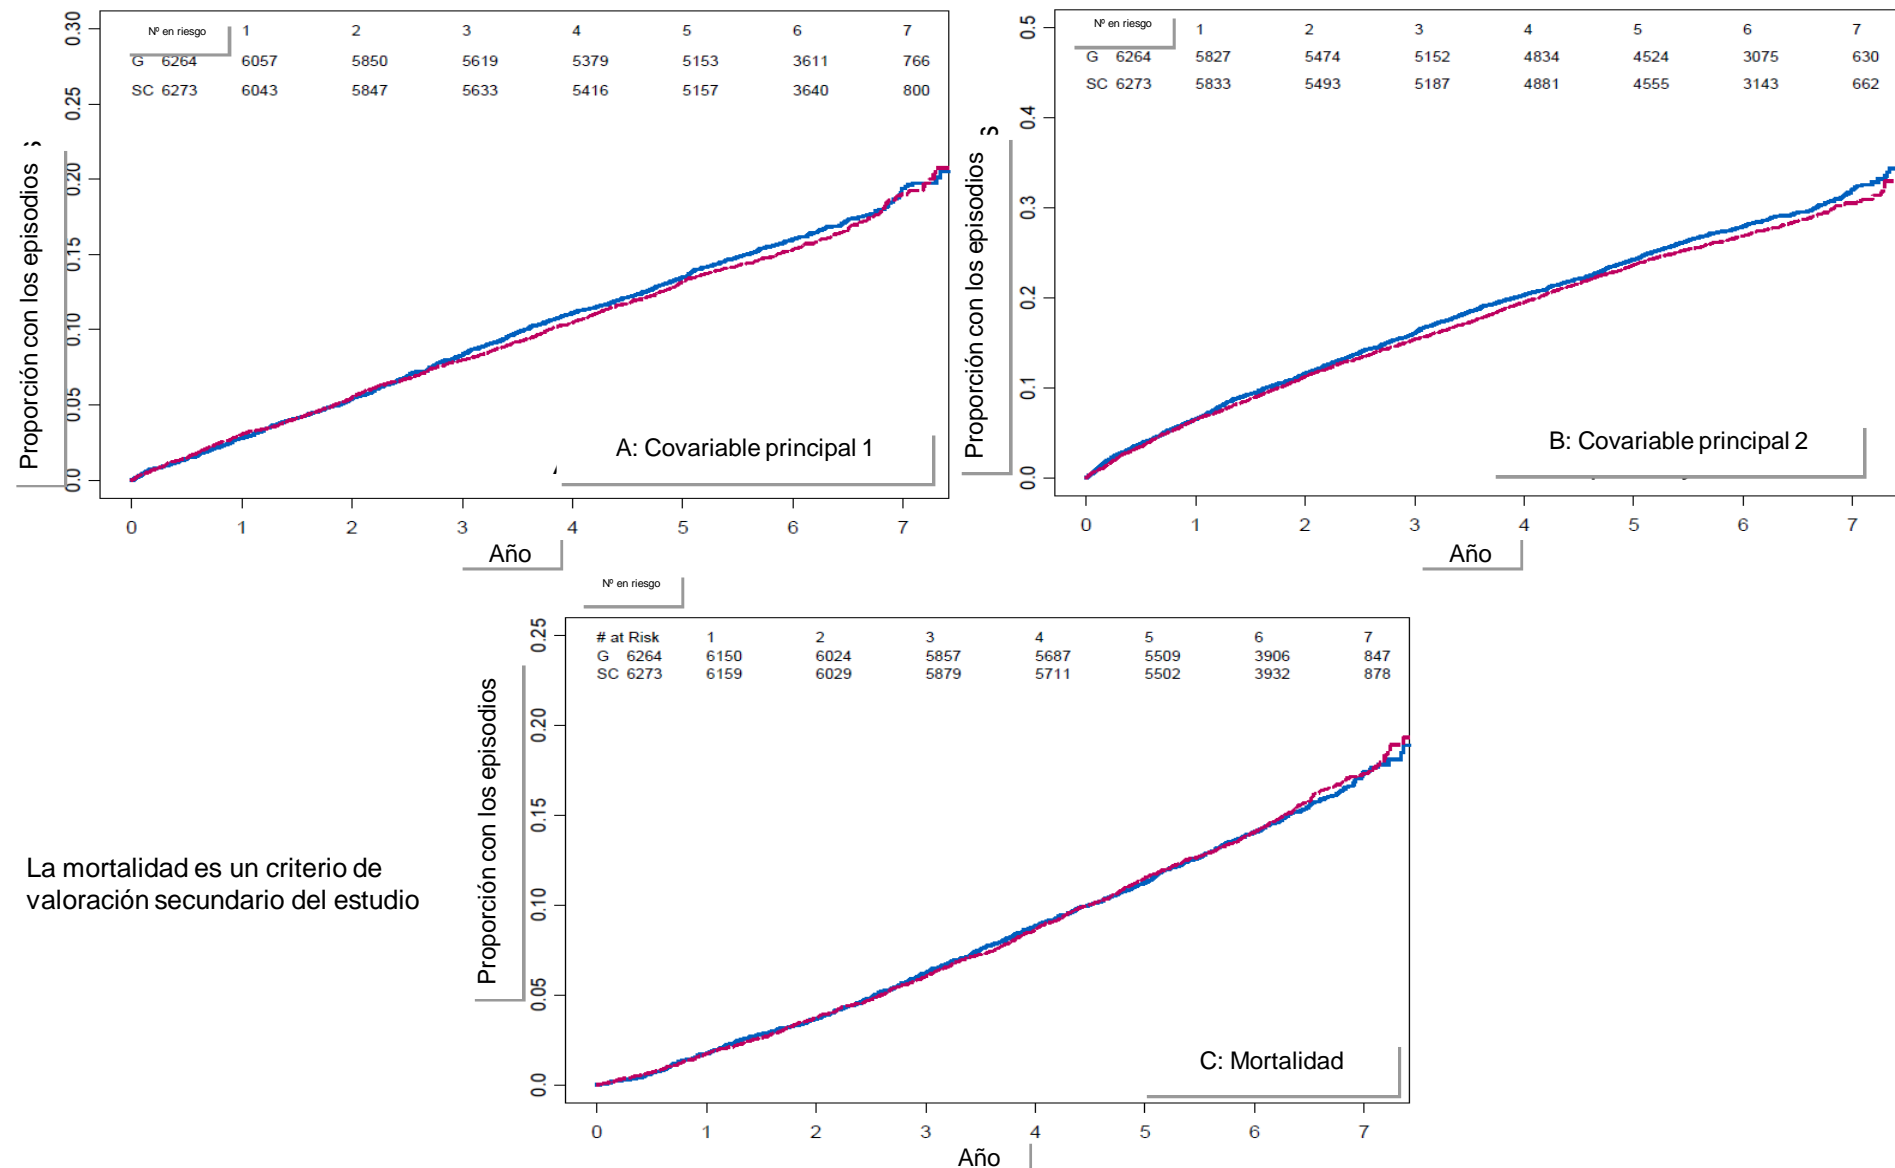 Nº en riesgo 1 2 3 4 5 6 7
G 6264 6057 5850 5619 5379 5153 3611 766
SC 6273 6043 5847 5633 5416 5157 3640 800
0.30
0.25
0.20
0.15
0.10
0.05
0.0
Proporción con los episodios
A: Covariable principal 1
0 1 2 3 4 5 6 7
Año
Nº en riesgo 1 2 3 4 5 6 7
G 6264 5827 5474 5152 4834 4524 3075 630
SC 6273 5833 5493 5187 4881 4555 3143 662
0.5
0.4
0.3
0.2
0.1
0.0
Proporción con los episodios
B: Covariable principal 2
0 1 2 3 4 5 6 7
Año
Nº en riesgo
# at Risk 1 2 3 4 5 6 7
G 6264 6150 6024 5857 5687 5509 3906 847
SC 6273 6159 6029 5879 5711 5502 3932 878
0.25
0.20
0.15
0.10
0.05
0.0
Proporción con los episodios
C: Mortalidad
0 1 2 3 4 5 6 7
Año
La mortalidad es un criterio de
valoración secundario del estudio